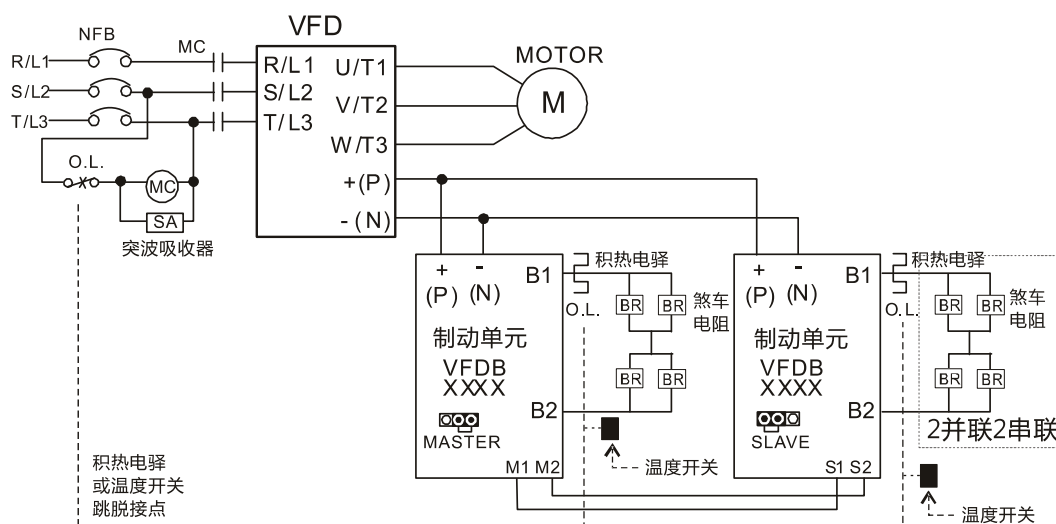 VFD
NFB
MC
MOTOR
R/L1
S/L2
T/L3
R/L1
S/L2
T/L3
U/T1
V/T2
W/T3
+(P)
-(N)
M
O.L.
MC
SA
突波吸收器
+
(P)
-
(N)
B1
制动单元
VFDB
XXXX
B2
MASTER
M1 M2
积热电驿
O.L.
BR
BR
BR
BR
煞车
电阻
温度开关
+
(P)
-
(N)
B1
制动单元
VFDB
XXXX
B2
SLAVE
S1 S2
积热电驿
O.L.
BR
BR
BR
BR
煞车
电阻
2并联2串联
温度开关
积热电驿
或温度开关
跳脱接点